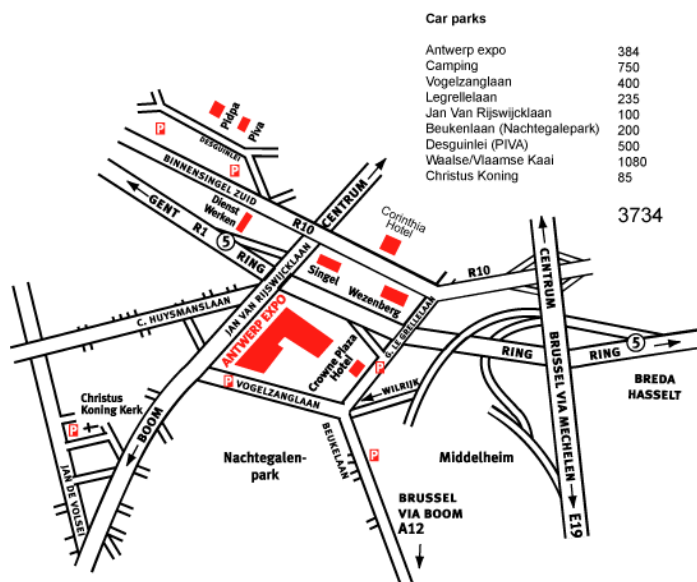 Car parks
Antwerp expo 384
Camping 750
Vogelzanglaan 400
Legrellelaan 235
Jan Van Rijswijcklaan 100
Beukenlaan (Nachtegalepark) 200
Desguinlei (PIVA) 500
Waalse/Vlaamse Kaai 1080
Christus Koning 85
3734
Pidpa
Piva
P
DESGUINLEI
P
BINNENSINGEL ZUID
R10
CENTRUM
GENT
R1
5
RING
Dienst
Werken
Corinthia
Hotel
Singel
Wezenberg
R10
CENTRUM
JAN VAN RIJSWIJCKLAAN
C. HUYSMANSLAAN
ANTWERP EXPO
G. LE GRELLELAAN
RING
RING
5
BREDA
HASSELT
BRUSSEL VIA MECHELEN
E19
Crowne Plaza
Hotel
P
P
VOGELZANGLAAN
WILRIJK
Christus
Koning Kerk
P
BOOM
JAN DE VOLSEI
Nachtegalen-
park
BEUKELAAN
P
Middelheim
BRUSSEL
VIA BOOM
A12